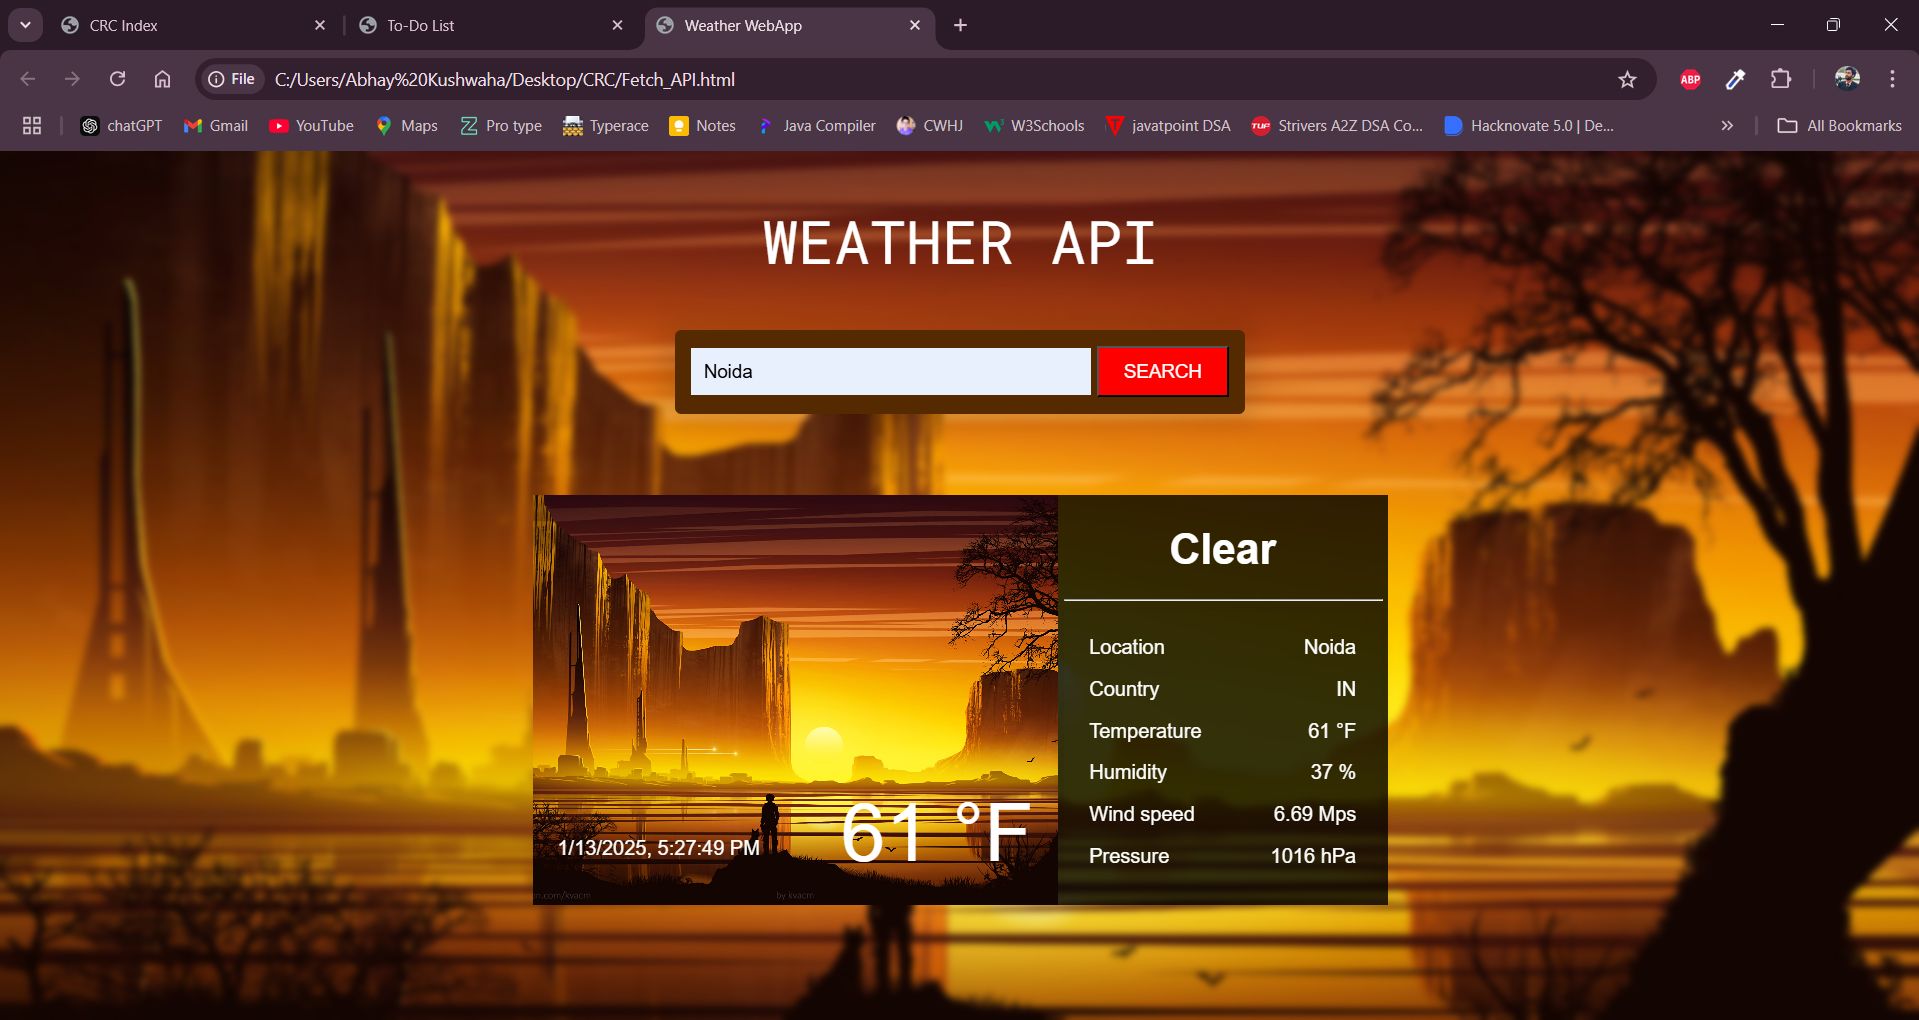 CRC Index
To-Do List
Weather WebApp
File
C:/Users/Abhay%20Kushwaha/Desktop/CRC/Fetch_API.html
ABP
chatGPT
Gmail
YouTube
Maps
Pro type
Typerace
Notes
Java Compiler
CWHJ
W3Schools
javatpoint DSA
TUF
Strivers A2Z DSA Co...
Hacknovate 5.0 | De...
All Bookmarks
WEATHER API
Noida
SEARCH
Clear
Location Noida
Country IN
Temperature 61 °F
Humidity 37 %
Wind speed 6.69 Mps
Pressure 1016 hPa
61 °F
1/13/2025, 5:27:49 PM
by kvacm